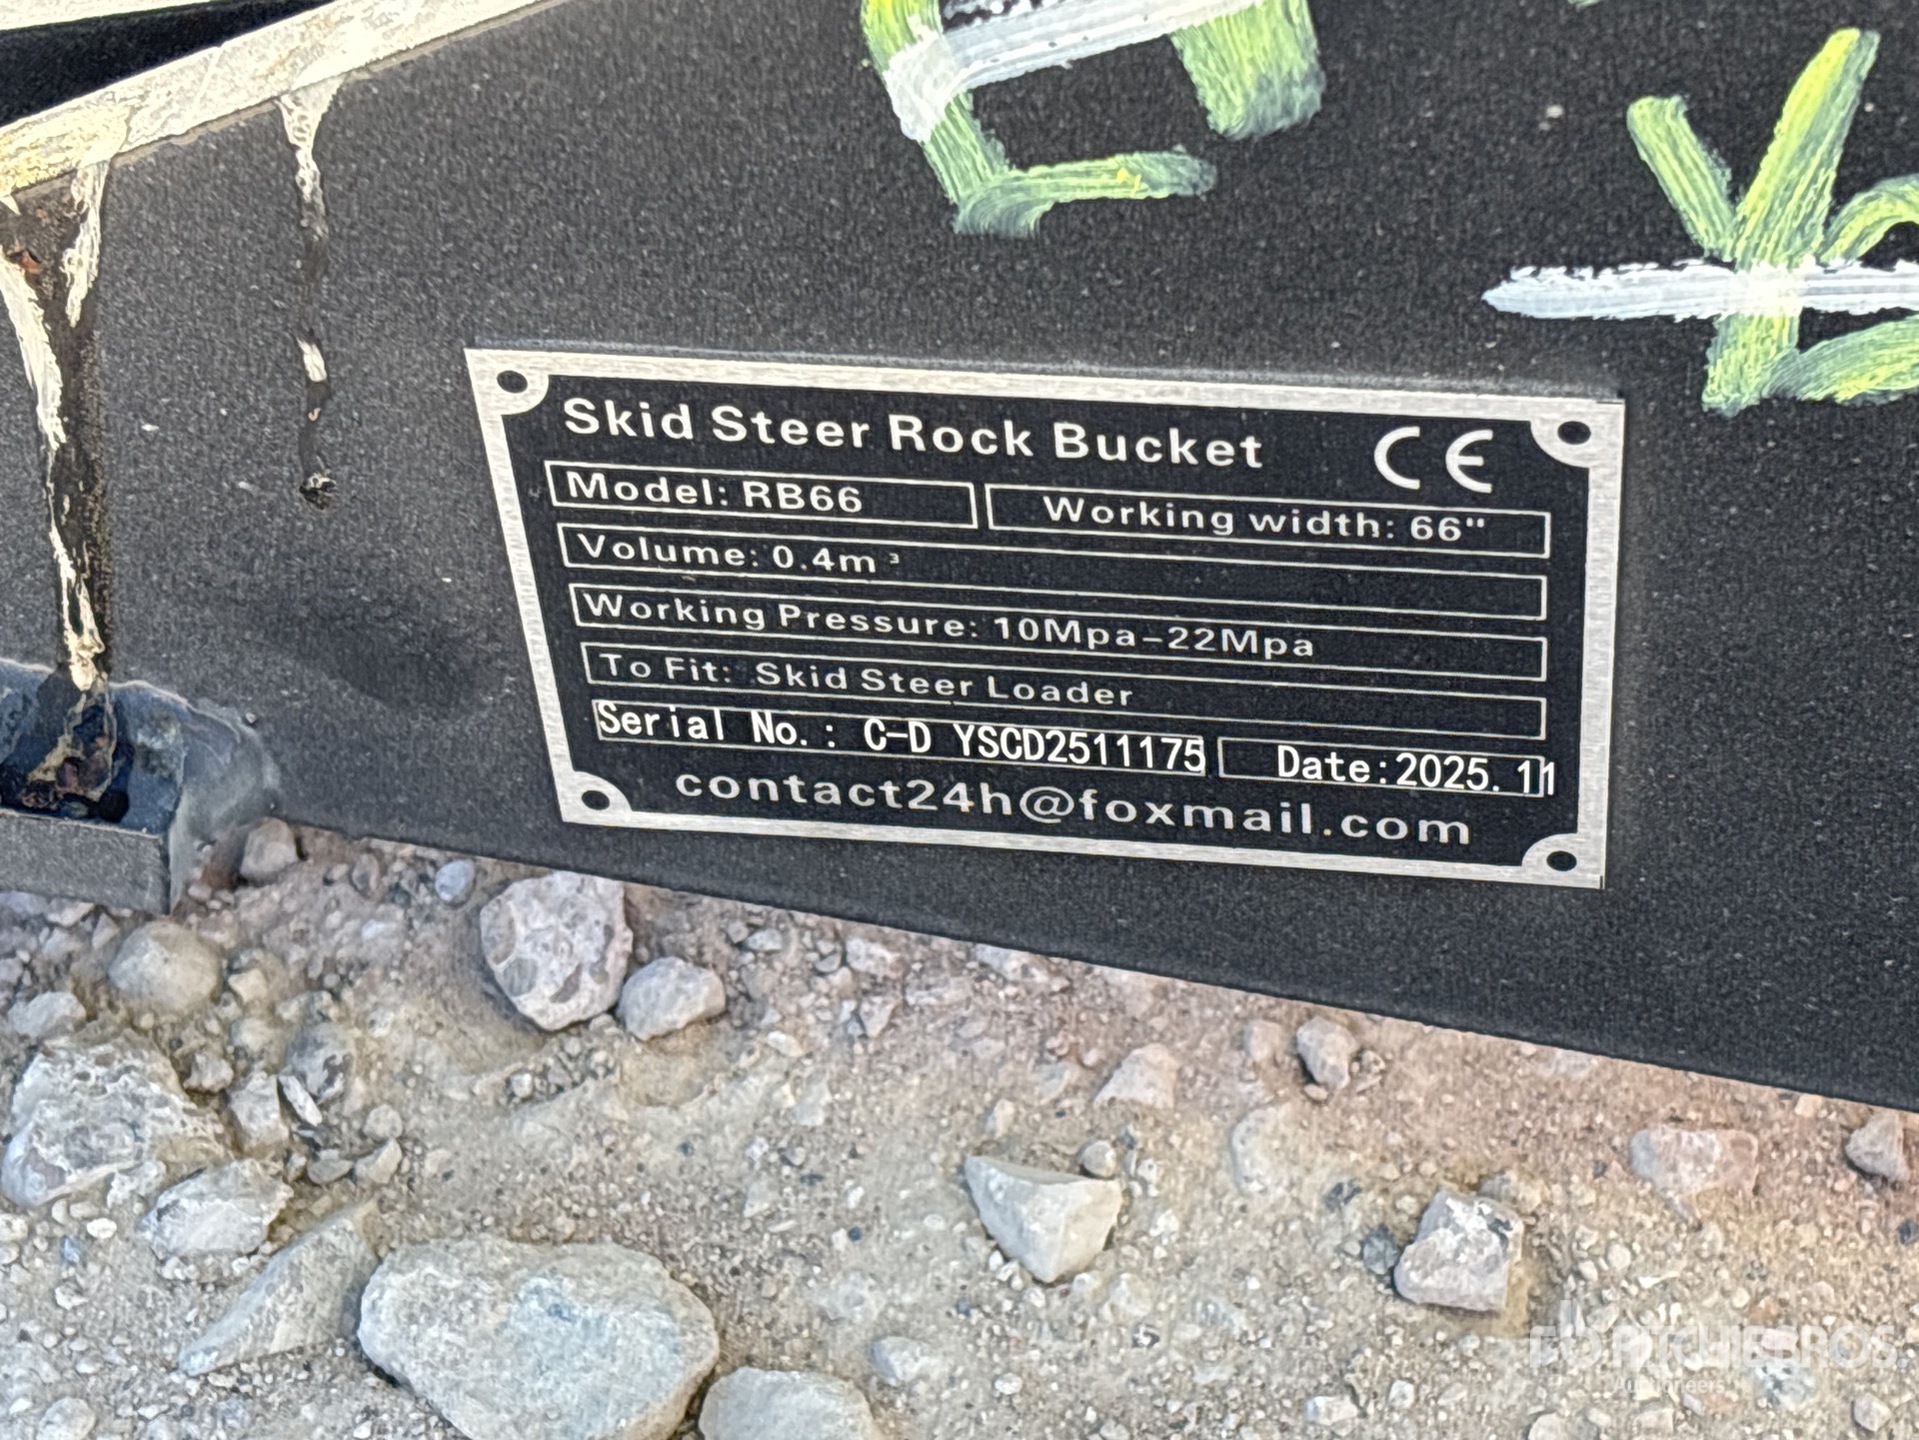 Skid Steer Rock Bucket CE
Model: RB66 Working width: 66"
Volume: 0.4m³
Working Pressure: 10Mpa-22Mpa
To Fit: Skid Steer Loader
Serial No.: C-D YSCD2511175 Date:2025.11
contact24h@foxmail.com
Auctioneers